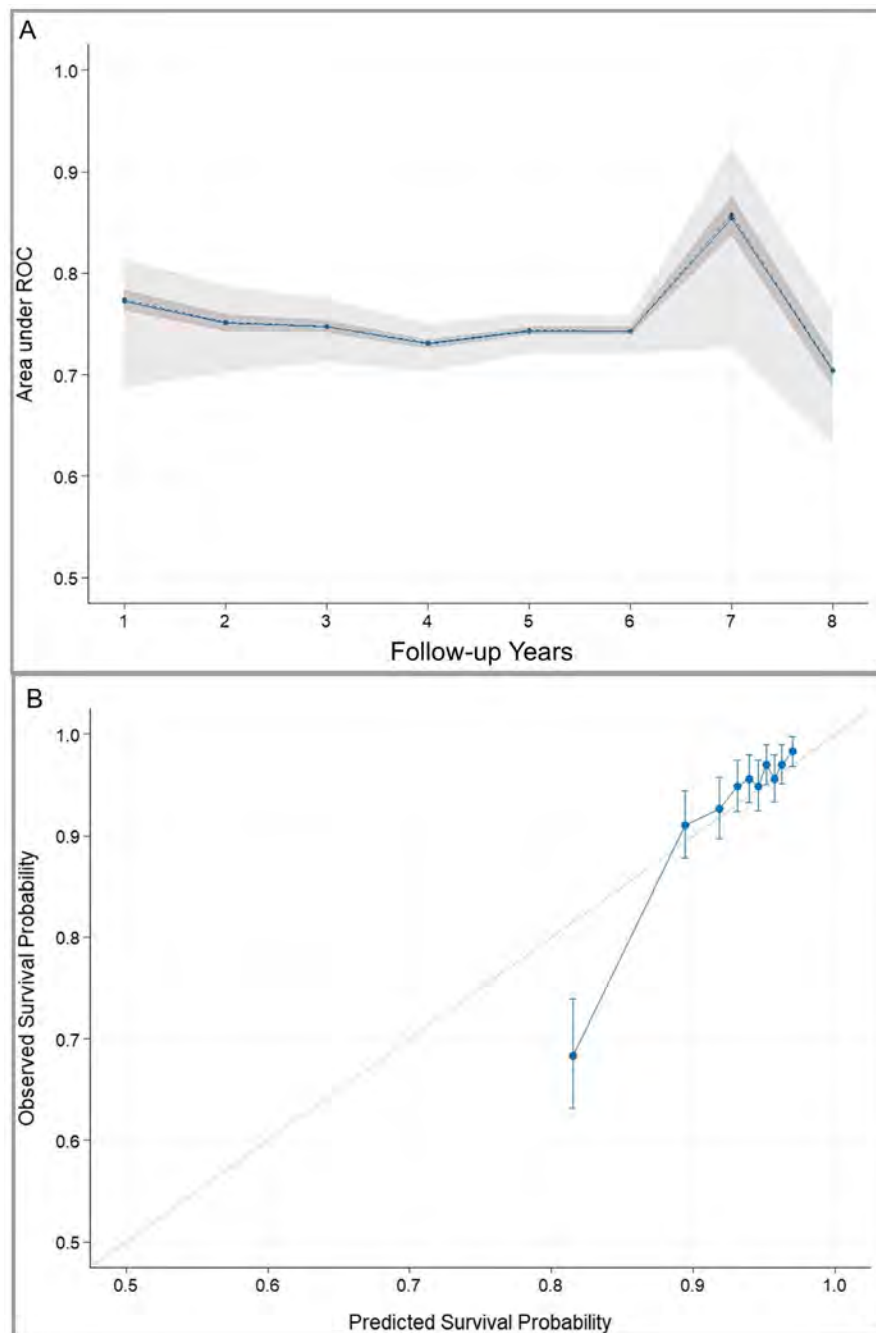 A
1.0
0.9
0.8
0.7
0.6
0.5
Area under ROC
1 2 3 4 5 6 7 8
Follow-up Years
B
1.0
0.9
0.8
0.7
0.6
0.5
Observed Survival Probability
0.5 0.6 0.7 0.8 0.9 1.0
Predicted Survival Probability